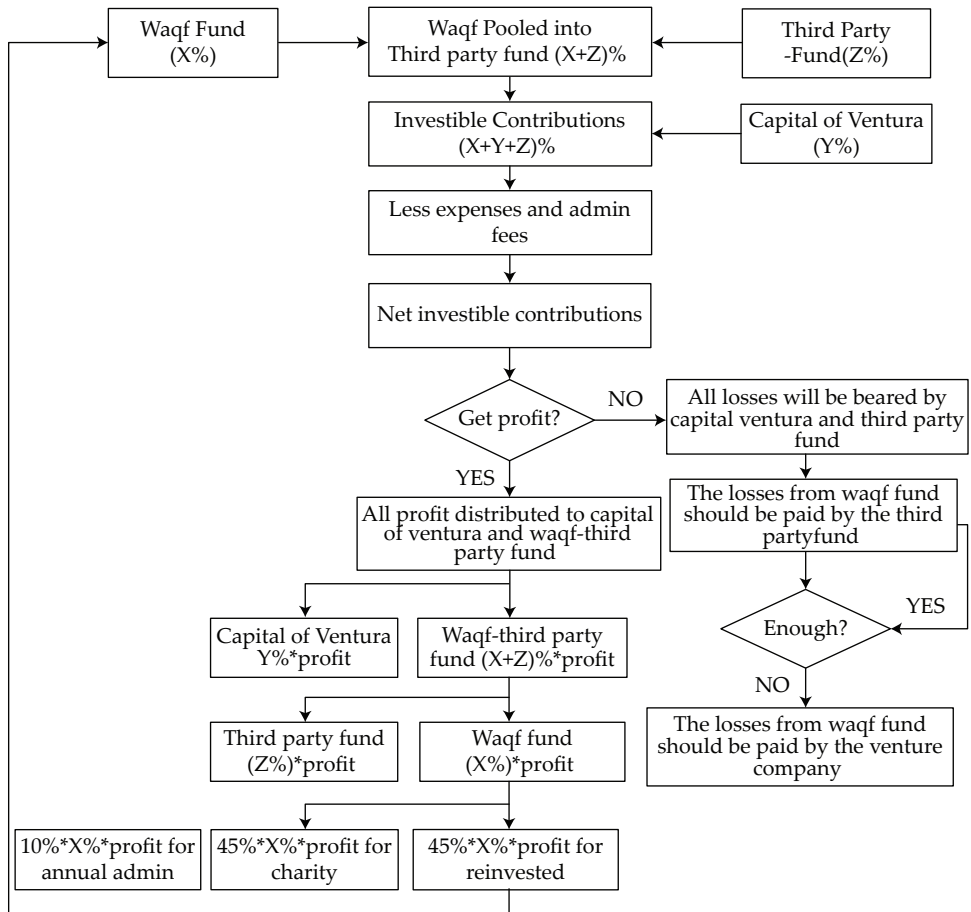 Waqf Fund
(X%)
Waqf Pooled into
Third party fund (X+Z)%
Third Party
-Fund(Z%)
Investible Contributions
(X+Y+Z)%
Capital of Ventura
(Y%)
Less expenses and admin
fees
Net investible contributions
Get profit?
NO
All losses will be beared by
capital ventura and third party
fund
YES
The losses from waqf fund
should be paid by the third
partyfund
All profit distributed to capital
of ventura and waqf-third
party fund
Enough?
YES
Capital of Ventura
Y%*profit
Waqf-third party
fund (X+Z)%*profit
NO
The losses from waqf fund
should be paid by the venture
company
Third party fund
(Z%)*profit
Waqf fund
(X%)*profit
10%*X%*profit for
annual admin
45%*X%*profit for
charity
45%*X%*profit for
reinvested